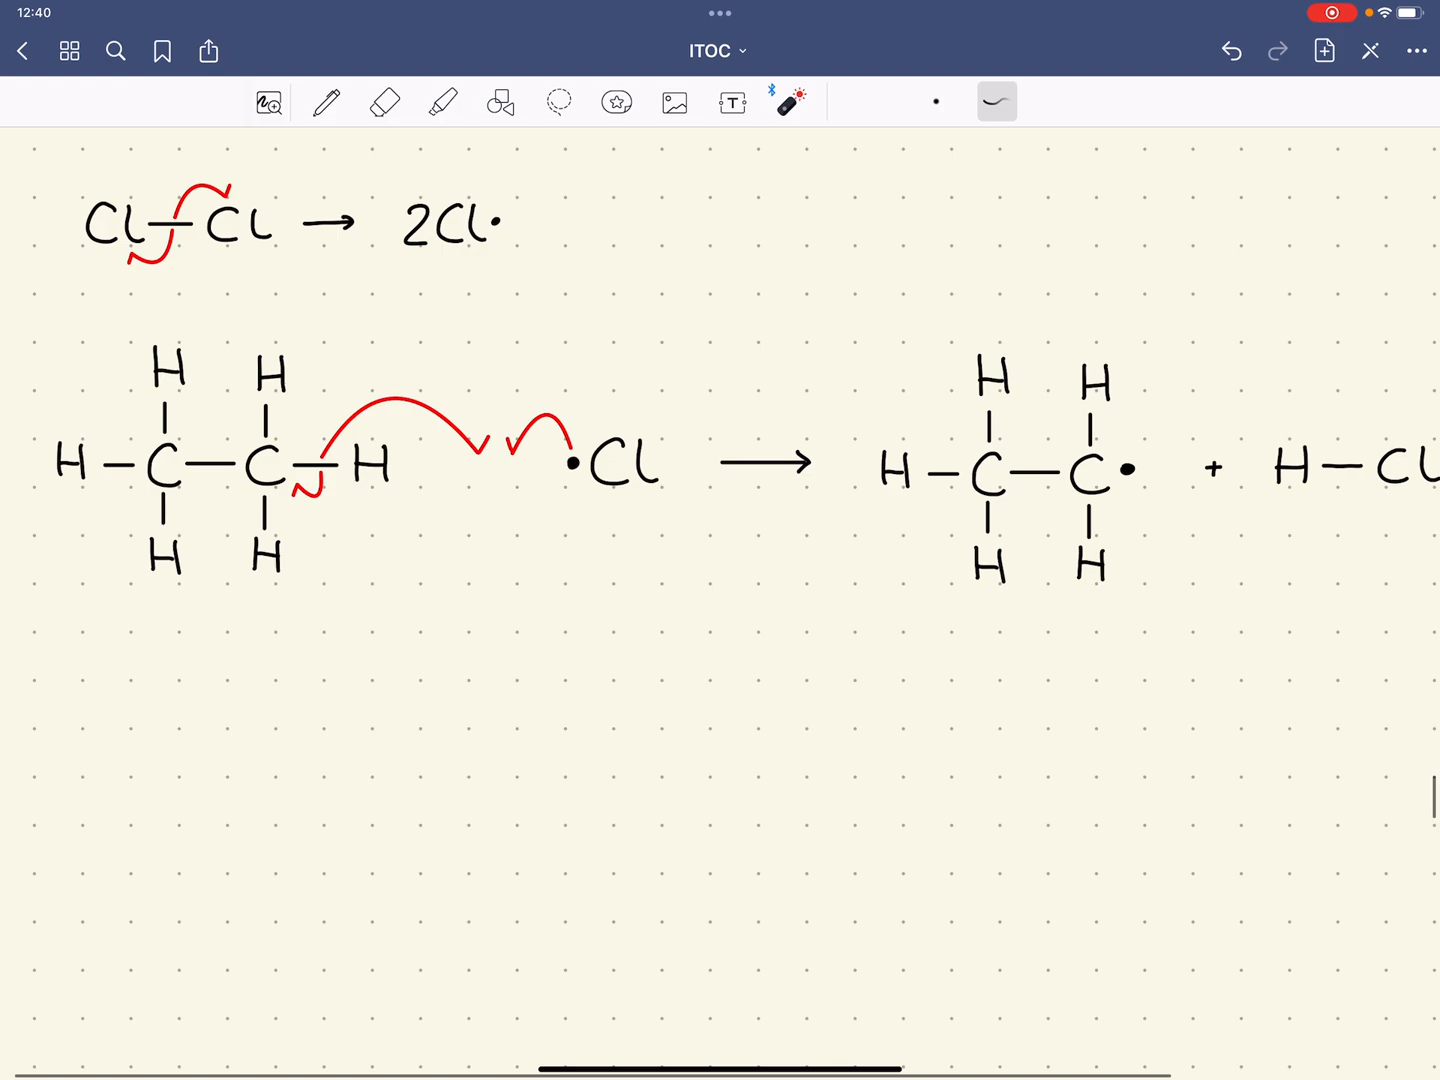 12:40
ITOC
T
Cl—Cl → 2Cl•
H H H H
H—C—C—H •Cl → H—C—C• + H—Cl
H H H H